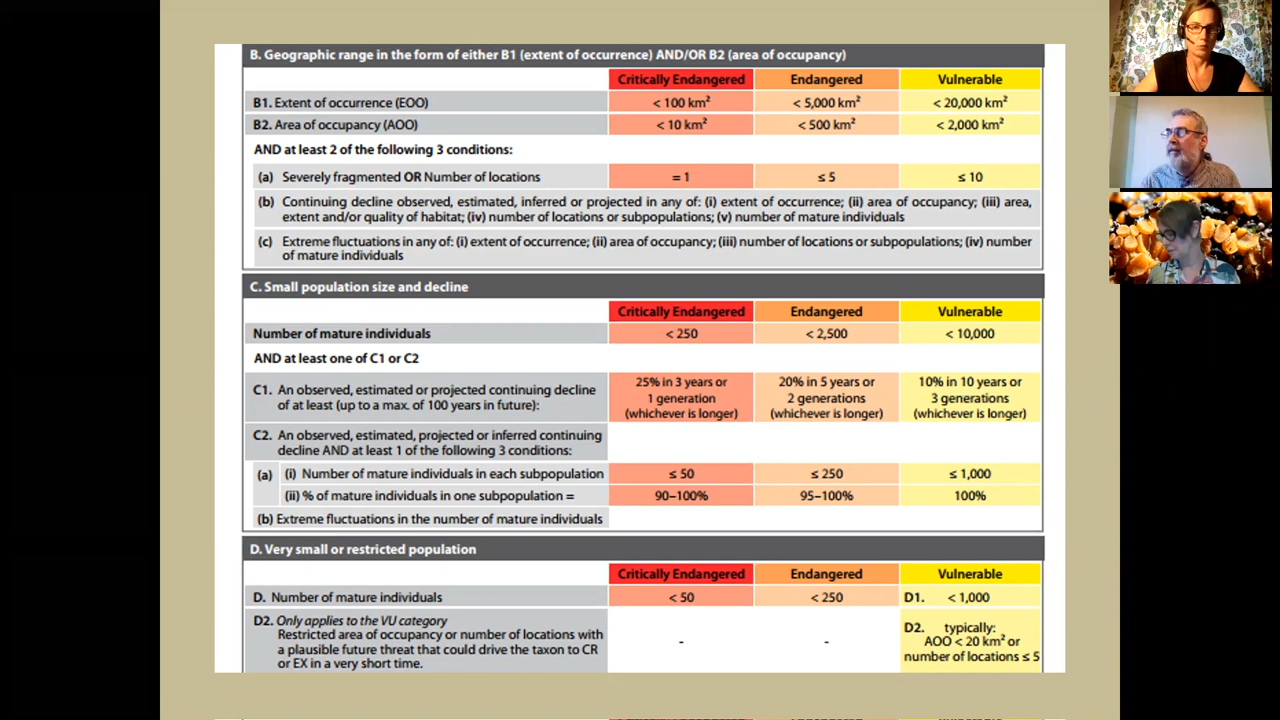 B. Geographic range in the form of either B1 (extent of occurrence) AND/OR B2 (area of occupancy)
Critically Endangered Endangered Vulnerable
B1. Extent of occurrence (EOO) < 100 km² < 5,000 km² < 20,000 km²
B2. Area of occupancy (AOO) < 10 km² < 500 km² < 2,000 km²
AND at least 2 of the following 3 conditions:
(a) Severely fragmented OR Number of locations = 1 ≤ 5 ≤ 10
(b) Continuing decline observed, estimated, inferred or projected in any of: (i) extent of occurrence; (ii) area of occupancy; (iii) area,
extent and/or quality of habitat; (iv) number of locations or subpopulations; (v) number of mature individuals
(c) Extreme fluctuations in any of: (i) extent of occurrence; (ii) area of occupancy; (iii) number of locations or subpopulations; (iv) number
of mature individuals
C. Small population size and decline
Critically Endangered Endangered Vulnerable
Number of mature individuals < 250 < 2,500 < 10,000
AND at least one of C1 or C2
C1. An observed, estimated or projected continuing decline
of at least (up to a max. of 100 years in future):
25% in 3 years or
1 generation
(whichever is longer)
20% in 5 years or
2 generations
(whichever is longer)
10% in 10 years or
3 generations
(whichever is longer)
C2. An observed, estimated, projected or inferred continuing
decline AND at least 1 of the following 3 conditions:
(a) (i) Number of mature individuals in each subpopulation ≤ 50 ≤ 250 ≤ 1,000
(ii) % of mature individuals in one subpopulation = 90–100% 95–100% 100%
(b) Extreme fluctuations in the number of mature individuals
D. Very small or restricted population
Critically Endangered Endangered Vulnerable
D. Number of mature individuals < 50 < 250 D1. < 1,000
D2. Only applies to the VU category
Restricted area of occupancy or number of locations with
a plausible future threat that could drive the taxon to CR
or EX in a very short time.
- -
D2. typically:
AOO < 20 km² or
number of locations ≤ 5